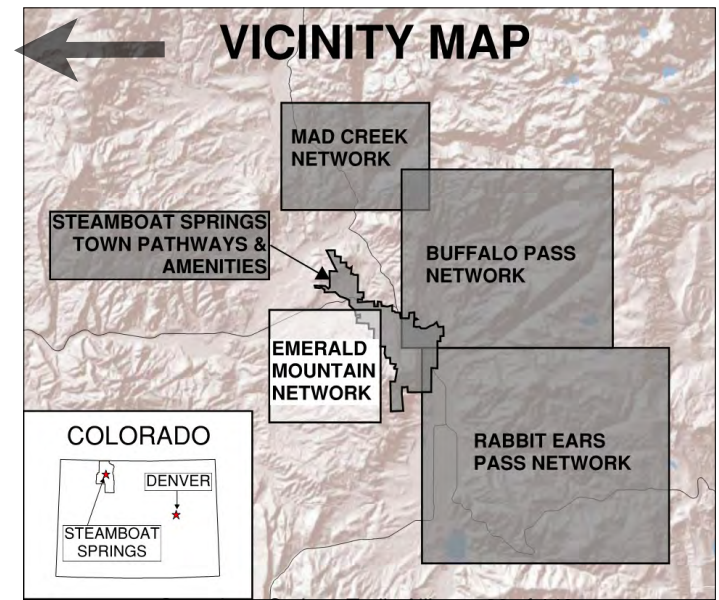 VICINITY MAP
MAD CREEK
NETWORK
STEAMBOAT SPRINGS
TOWN PATHWAYS &
AMENITIES
BUFFALO PASS
NETWORK
EMERALD
MOUNTAIN
NETWORK
RABBIT EARS
PASS NETWORK
COLORADO
DENVER
STEAMBOAT
SPRINGS